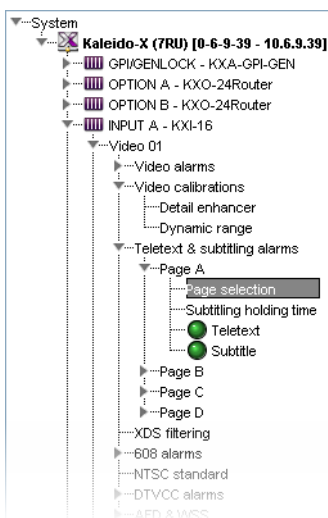 System
Kaleido-X (7RU) [0-6-9-39 - 10.6.9.39]
GPI/GENLOCK - KXA-GPI-GEN
OPTION A - KXO-24Router
OPTION B - KXO-24Router
INPUT A - KXI-16
Video 01
Video alarms
Video calibrations
Detail enhancer
Dynamic range
Teletext & subtitling alarms
Page A
Page selection
Subtitling holding time
Teletext
Subtitle
Page B
Page C
Page D
XDS filtering
608 alarms
NTSC standard
DTVCC alarms
AFD & WSS